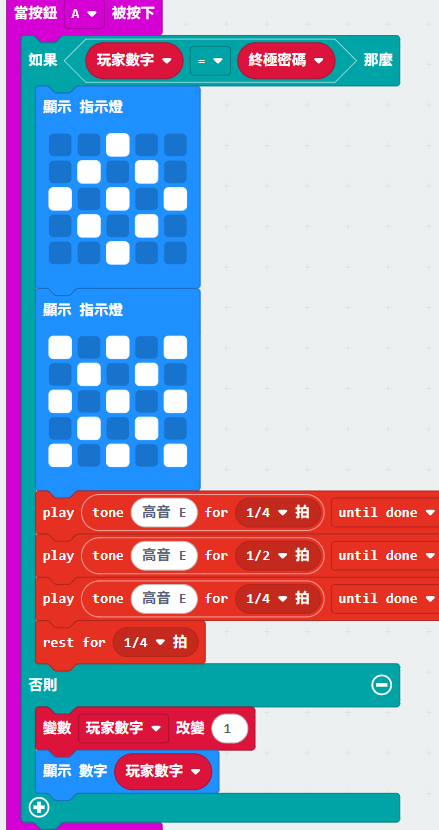 當按鈕 A 被按下
如果 玩家數字 = 終極密碼 那麼
顯示 指示燈
顯示 指示燈
play tone 高音 E for 1/4 拍 until done
play tone 高音 E for 1/2 拍 until done
play tone 高音 E for 1/4 拍 until done
rest for 1/4 拍
否則
變數 玩家數字 改變 1
顯示 數字 玩家數字